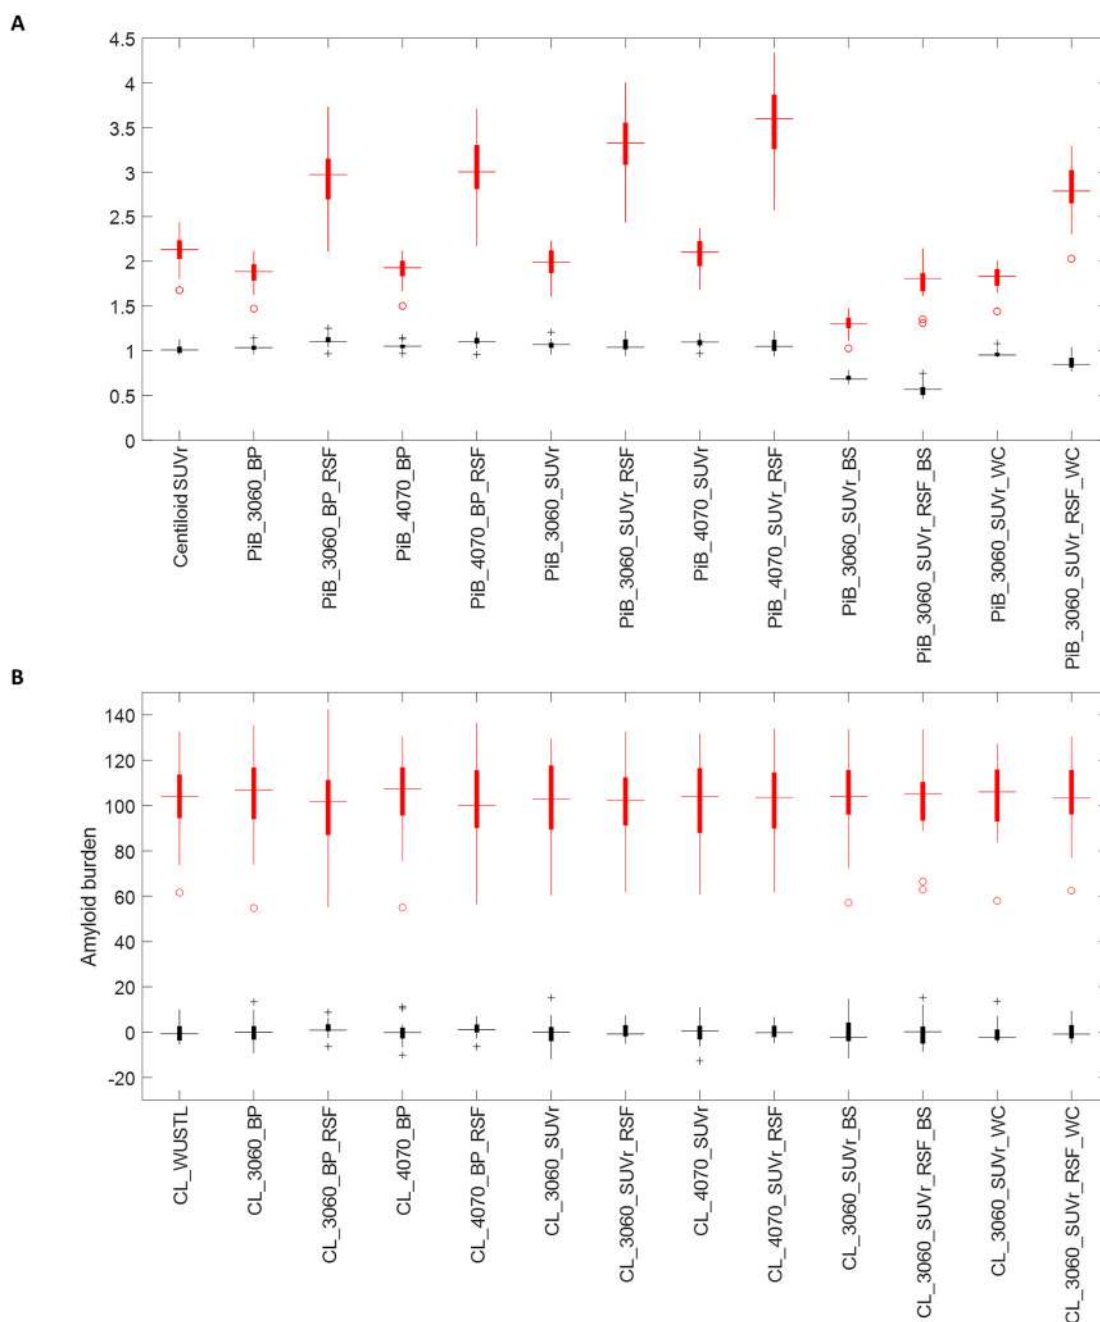 A
4.5
4
3.5
3
2.5
2
1.5
1
0.5
0
Centiloid SUVr
PiB_3060_BP
PiB_3060_BP_RSF
PiB_4070_BP
PiB_4070_BP_RSF
PiB_3060_SUVr
PiB_3060_SUVr_RSF
PiB_4070_SUVr
PiB_4070_SUVr_RSF
PiB_3060_SUVr_BS
PiB_3060_SUVr_RSF_BS
PiB_3060_SUVr_WC
PiB_3060_SUVr_RSF_WC
B
Amyloid burden
140
120
100
80
60
40
20
0
-20
CL_WUSTL
CL_3060_BP
CL_3060_BP_RSF
CL_4070_BP
CL_4070_BP_RSF
CL_3060_SUVr
CL_3060_SUVr_RSF
CL_4070_SUVr
CL_4070_SUVr_RSF
CL_3060_SUVr_BS
CL_3060_SUVr_RSF_BS
CL_3060_SUVr_WC
CL_3060_SUVr_RSF_WC